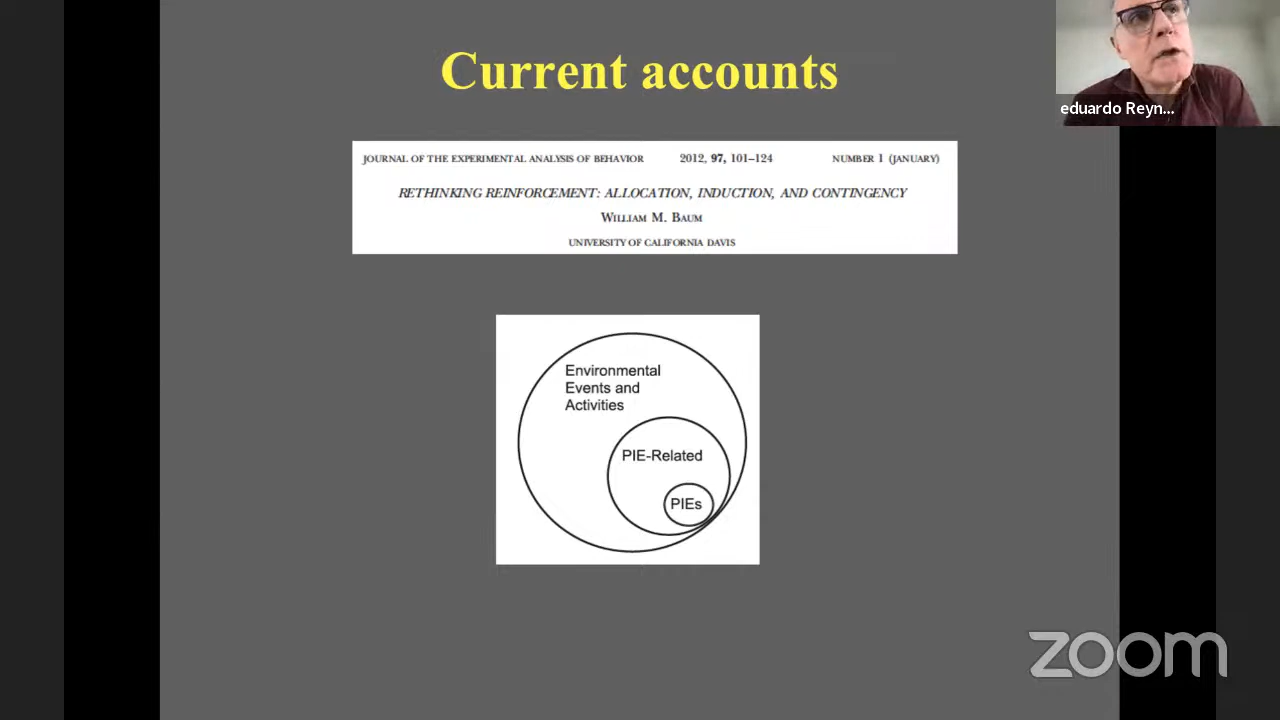 Current accounts
eduardo Reyn...
JOURNAL OF THE EXPERIMENTAL ANALYSIS OF BEHAVIOR 2012, 97, 101–124 NUMBER 1 (JANUARY)
RETHINKING REINFORCEMENT: ALLOCATION, INDUCTION, AND CONTINGENCY
WILLIAM M. BAUM
UNIVERSITY OF CALIFORNIA DAVIS
Environmental
Events and
Activities
PIE-Related
PIEs
zoom